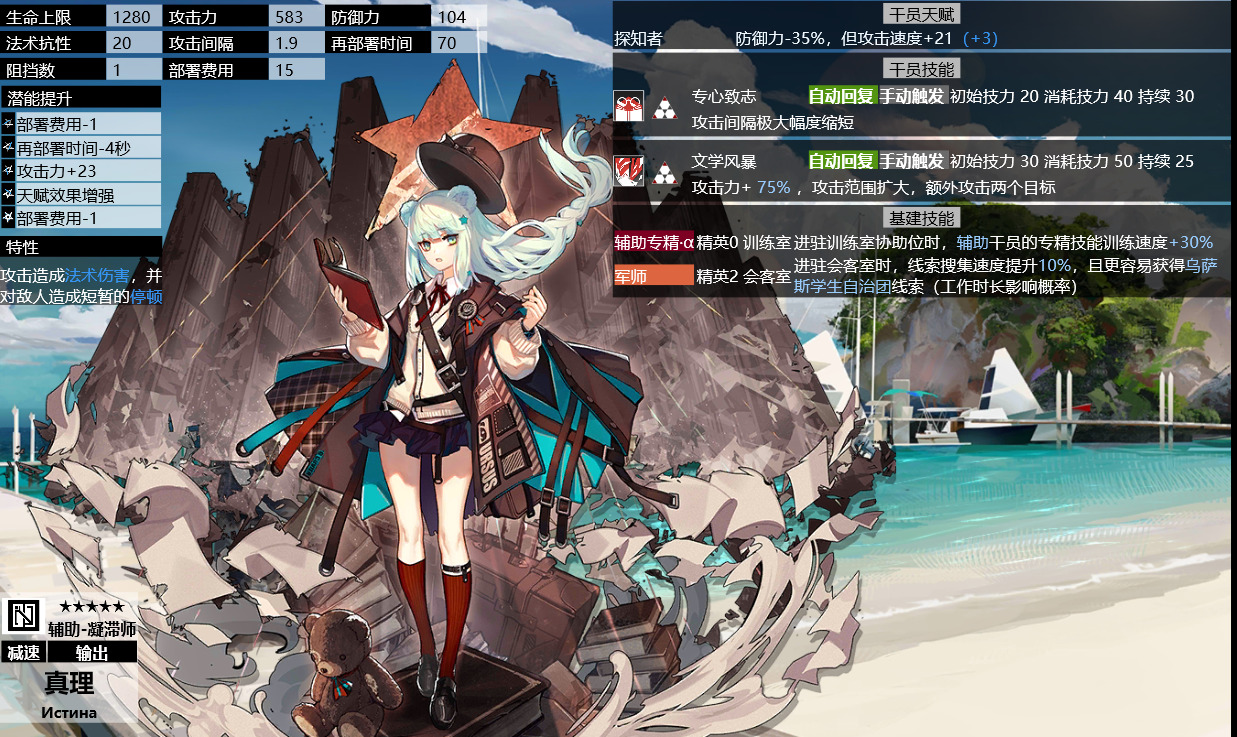 生命上限 1280 攻击力 583 防御力 104
法术抗性 20 攻击间隔 1.9 再部署时间 70
阻挡数 1 部署费用 15
潜能提升
部署费用-1
再部署时间-4秒
攻击力+23
天赋效果增强
部署费用-1
特性
攻击造成法术伤害，并
对敌人造成短暂的停顿
干员天赋
探知者 防御力-35%，但攻击速度+21（+3）
干员技能
专心致志 自动回复 手动触发 初始技力 20 消耗技力 40 持续 30
攻击间隔极大幅度缩短
文学风暴 自动回复 手动触发 初始技力 30 消耗技力 50 持续 25
攻击力+ 75% ，攻击范围扩大，额外攻击两个目标
基建技能
辅助专精·α 精英0 训练室 进驻训练室协助位时，辅助干员的专精技能训练速度+30%
军师 精英2 会客室 进驻会客室时，线索搜集速度提升10%，且更容易获得乌萨
斯学生自治团线索（工作时长影响概率）
★★★★★
辅助-凝滞师
减速 输出
真理
Истина